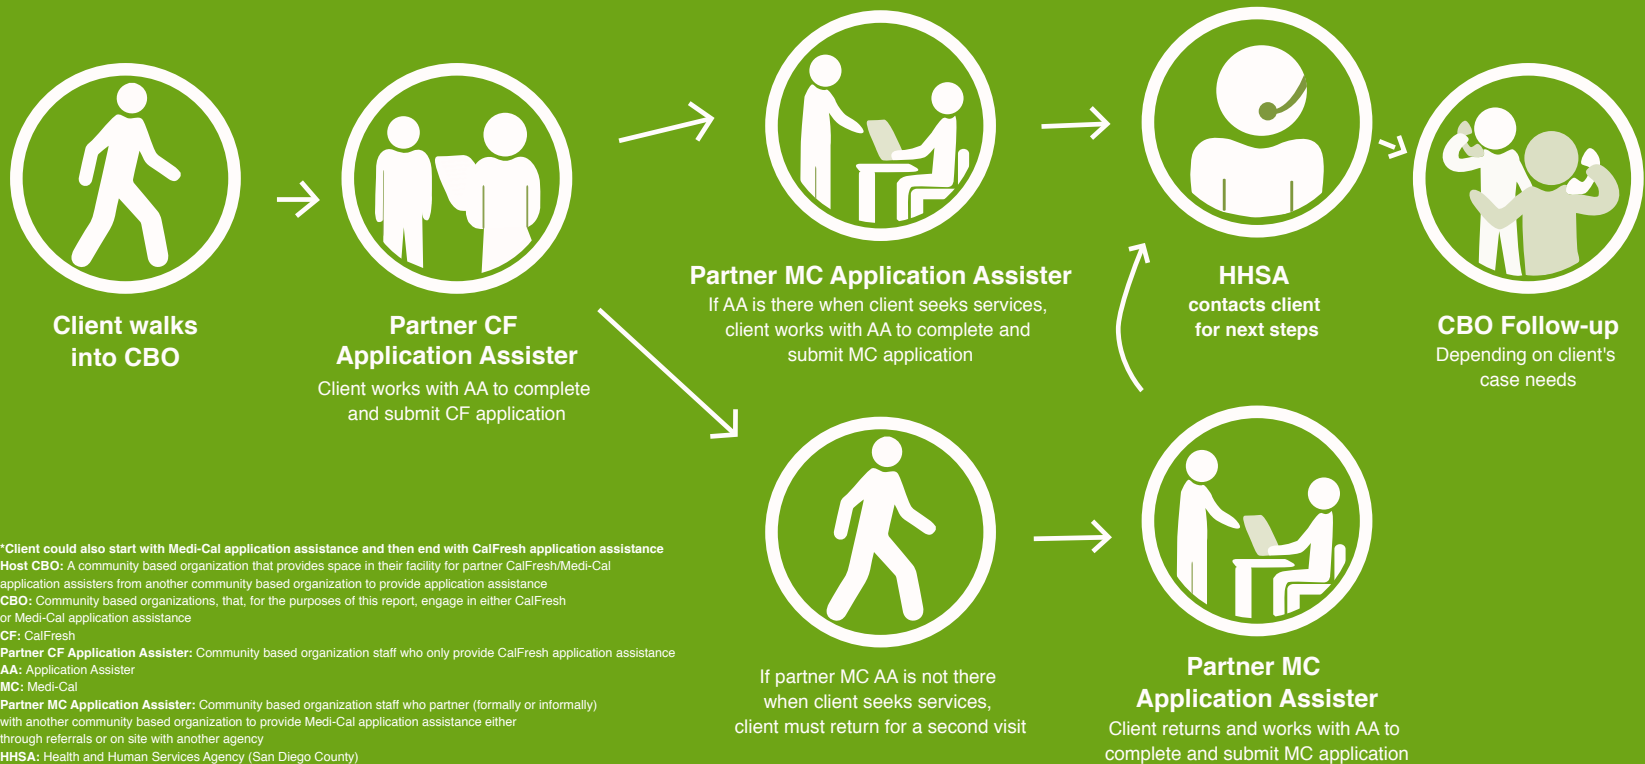 Client walks
into CBO
Partner CF
Application Assister
Client works with AA to complete
and submit CF application
Partner MC Application Assister
If AA is there when client seeks services,
client works with AA to complete and
submit MC application
HHSA
contacts client
for next steps
CBO Follow-up
Depending on client's
case needs
If partner MC AA is not there
when client seeks services,
client must return for a second visit
Partner MC
Application Assister
Client returns and works with AA to
complete and submit MC application
*Client could also start with Medi-Cal application assistance and then end with CalFresh application assistance
Host CBO: A community based organization that provides space in their facility for partner CalFresh/Medi-Cal
application assisters from another community based organization to provide application assistance
CBO: Community based organizations, that, for the purposes of this report, engage in either CalFresh
or Medi-Cal application assistance
CF: CalFresh
Partner CF Application Assister: Community based organization staff who only provide CalFresh application assistance
AA: Application Assister
MC: Medi-Cal
Partner MC Application Assister: Community based organization staff who partner (formally or informally)
with another community based organization to provide Medi-Cal application assistance either
through referrals or on site with another agency
HHSA: Health and Human Services Agency (San Diego County)